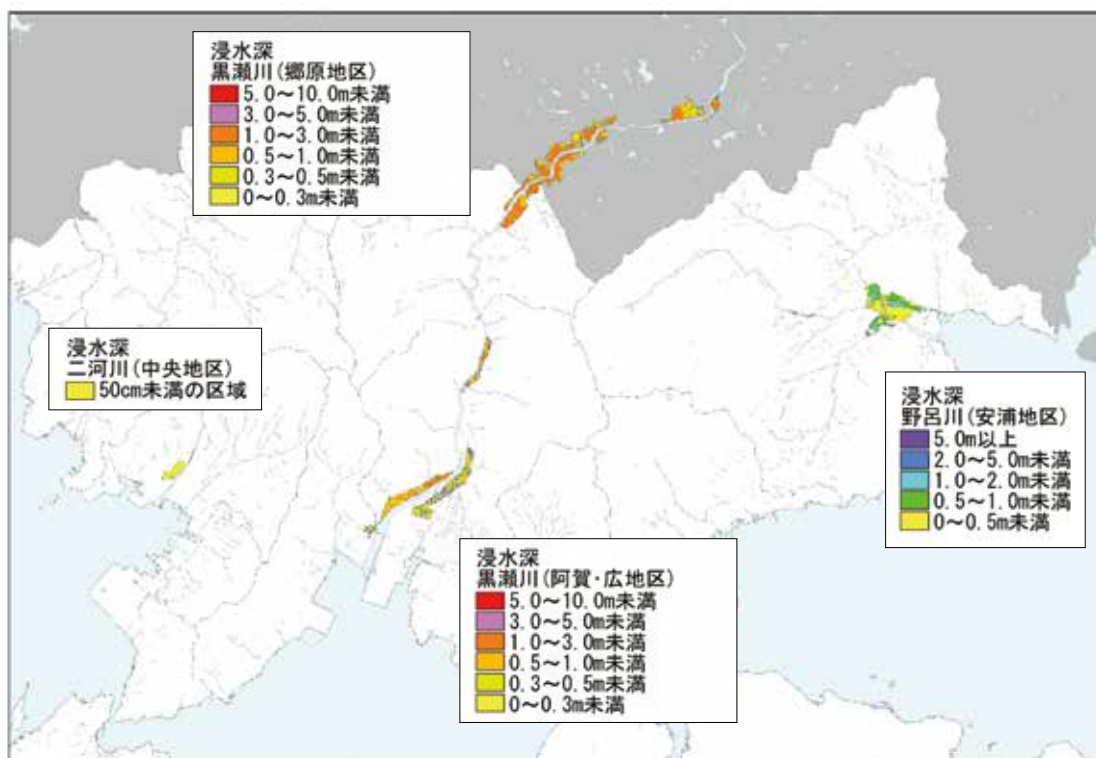 浸水深
黒瀬川(郷原地区)
5.0～10.0m未満
3.0～5.0m未満
1.0～3.0m未満
0.5～1.0m未満
0.3～0.5m未満
0～0.3m未満
浸水深
二河川(中央地区)
50cm未満の区域
浸水深
野呂川(安浦地区)
5.0m以上
2.0～5.0m未満
1.0～2.0m未満
0.5～1.0m未満
0～0.5m未満
浸水深
黒瀬川(阿賀・広地区)
5.0～10.0m未満
3.0～5.0m未満
1.0～3.0m未満
0.5～1.0m未満
0.3～0.5m未満
0～0.3m未満